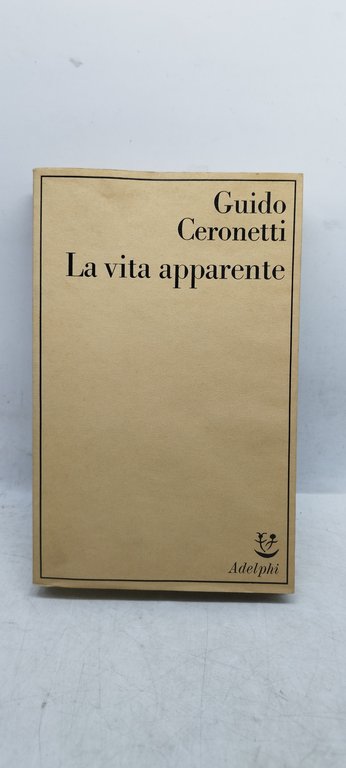 Guido
Ceronetti
La vita apparente
Adelphi